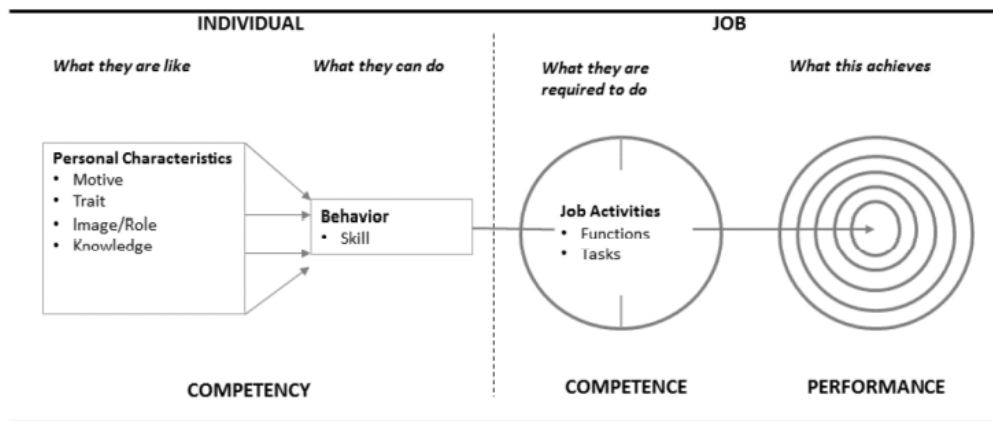 INDIVIDUAL
JOB
What they are like
What they can do
What they are
required to do
What this achieves
Personal Characteristics
• Motive
• Trait
• Image/Role
• Knowledge
Behavior
• Skill
Job Activities
• Functions
• Tasks
COMPETENCY
COMPETENCE
PERFORMANCE